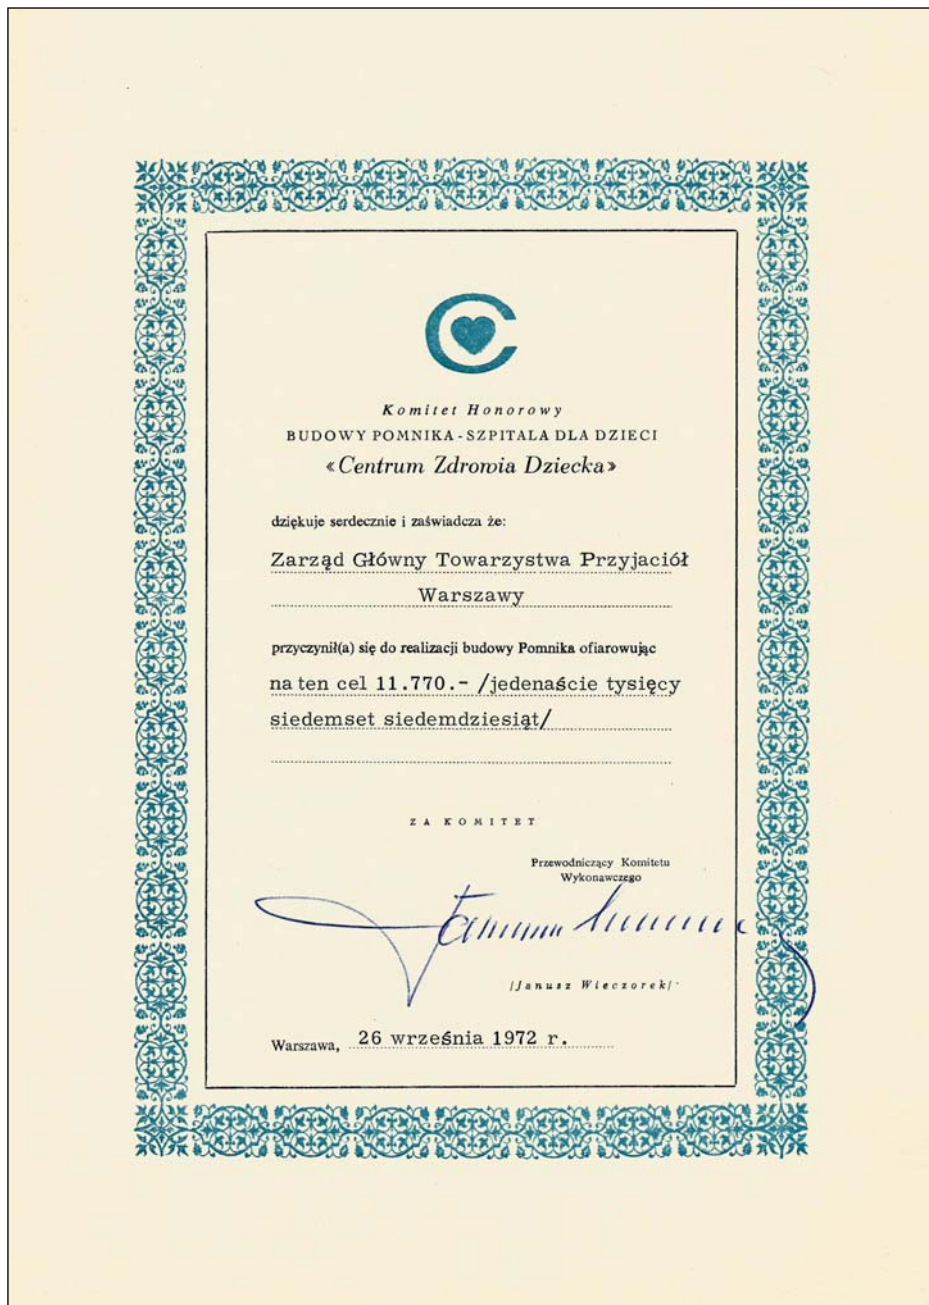 Komitet Honorowy
BUDOWY POMNIKA-SZPITALA DLA DZIECI
«Centrum Zdrowia Dziecka»
dziękuje serdecznie i zaświadcza że:
Zarząd Główny Towarzystwa Przyjaciół
Warszawy
przyczynił(a) się do realizacji budowy Pomnika ofiarowując
na ten cel 11.770.- /jedenaście tysięcy
siedemset siedemdziesiąt/
ZA KOMITET
Przewodniczący Komitetu
Wykonawczego
/Janusz Wieczorek/
Warszawa, 26 września 1972 r.